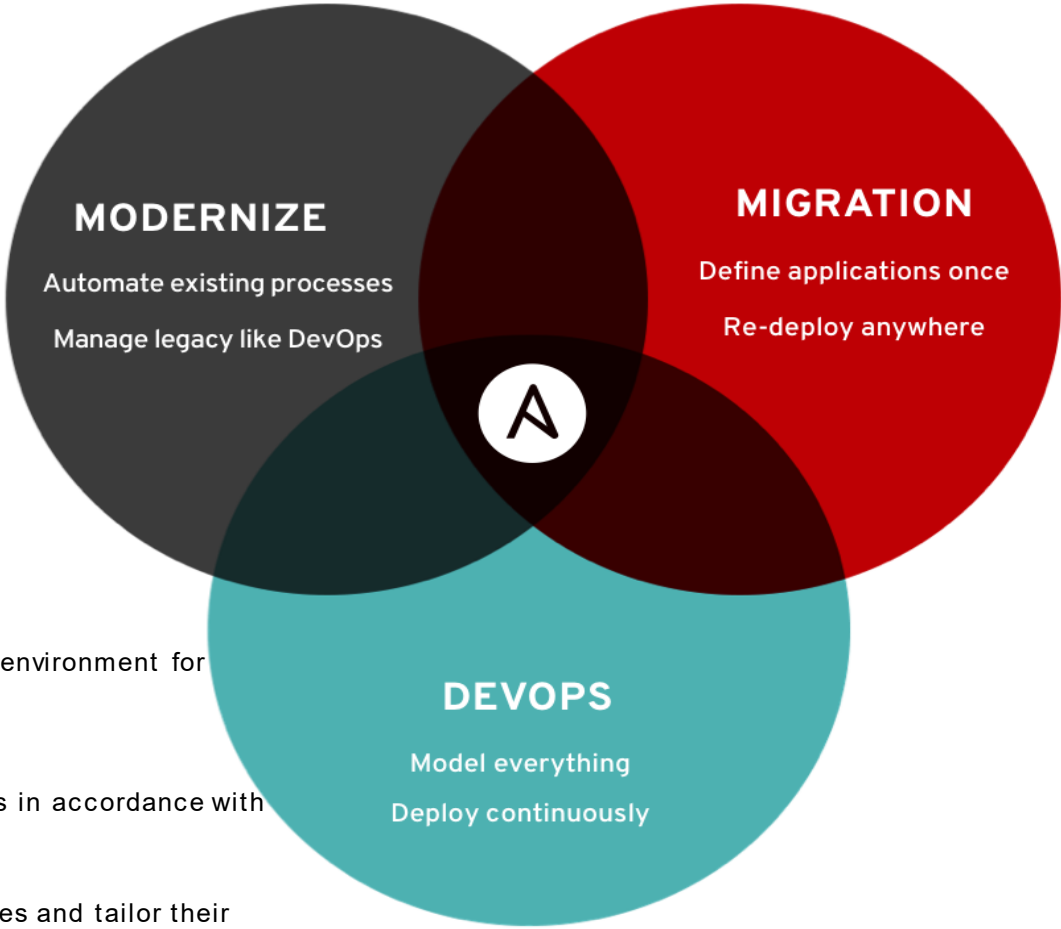 MODERNIZE
Automate existing processes
Manage legacy like DevOps
MIGRATION
Define applications once
Re-deploy anywhere
environment for
DEVOPS
Model everything
s in accordance with
Deploy continuously
es and tailor their